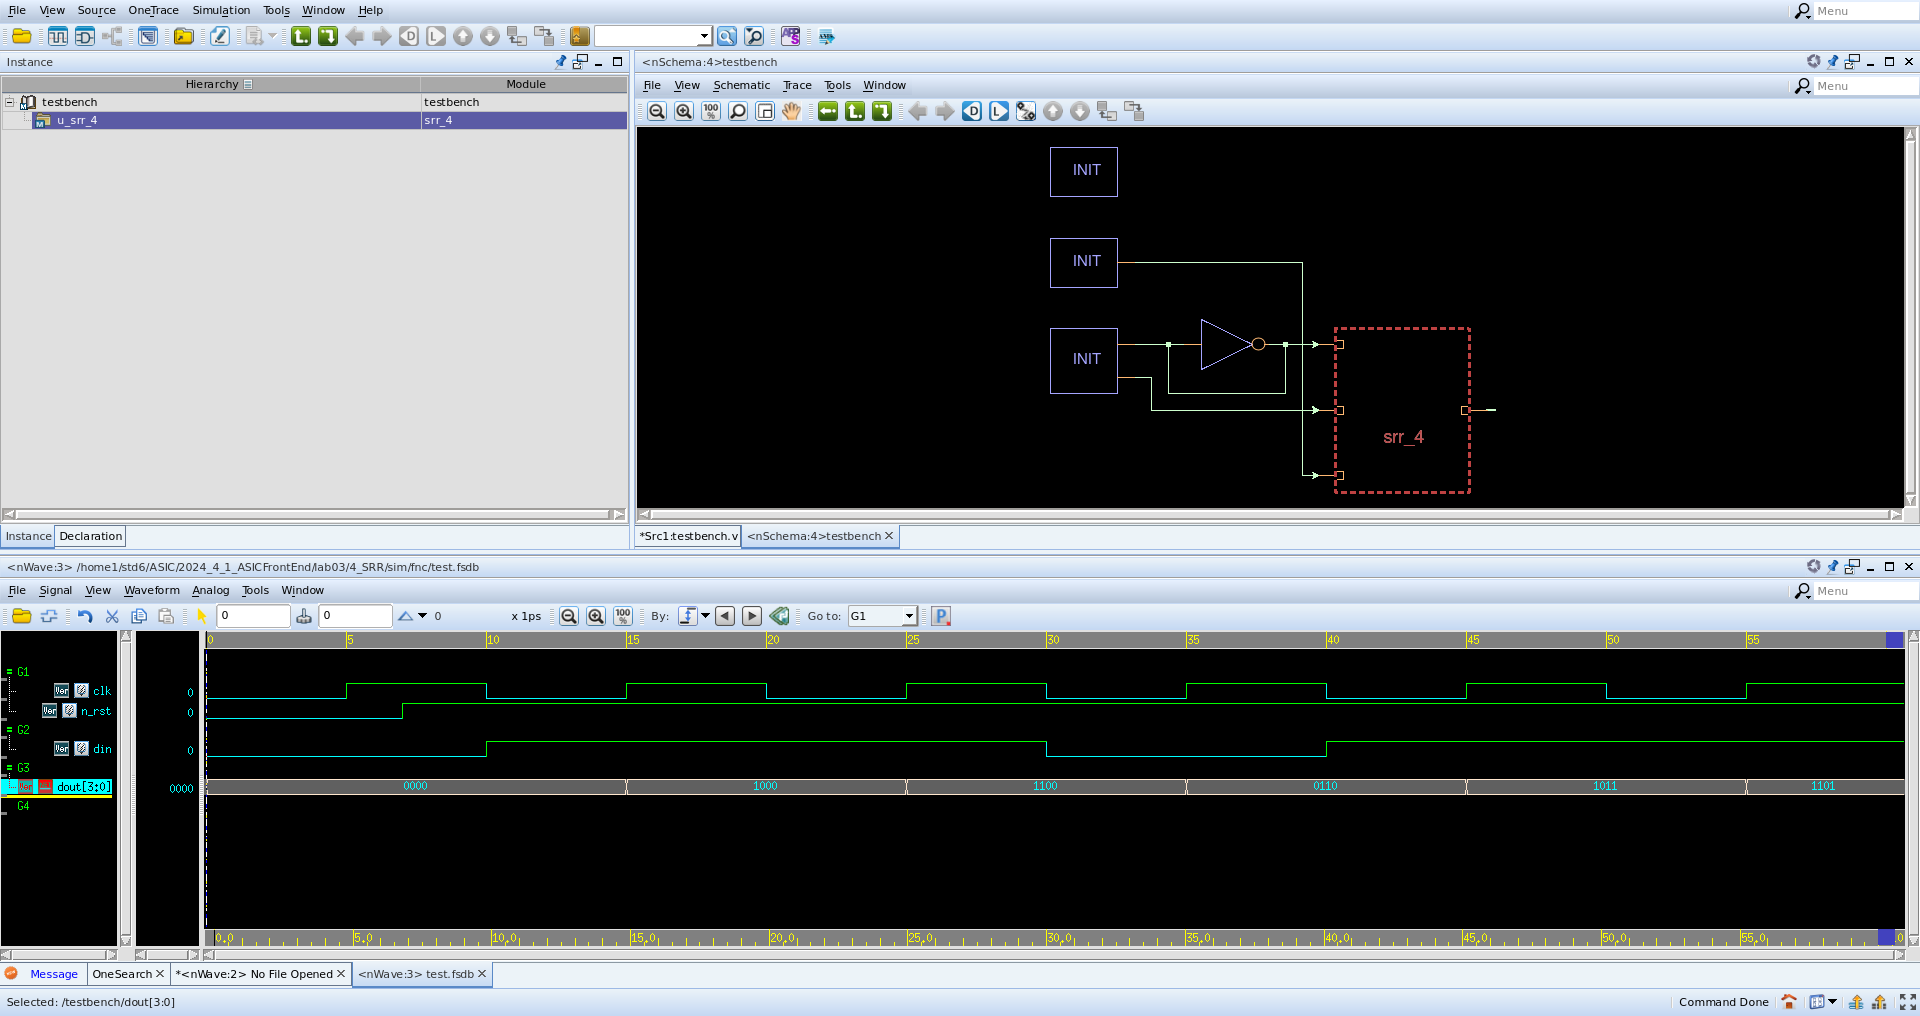 File View Source OneTrace Simulation Tools Window Help Menu
Instance
Hierarchy Module
testbench testbench
u_srr_4 srr_4
Instance Declaration
<nSchema:4>testbench
File View Schematic Trace Tools Window Menu
100%
INIT
INIT
INIT
srr_4
*Src1:testbench.v <nSchema:4>testbench
<nWave:3> /home1/std6/ASIC/2024_4_1_ASICFrontEnd/lab03/4_SRR/sim/fnc/test.fsdb
File Signal View Waveform Analog Tools Window Menu
0 0 0 x 1ps 100% By: Go to: G1
0 5 10 15 20 25 30 35 40 45 50 55
G1
clk 0
n_rst 0
G2
din 0
G3
dout[3:0] 0000 0000 1000 1100 0110 1011 1101
G4
0.0 5.0 10.0 15.0 20.0 25.0 30.0 35.0 40.0 45.0 50.0 55.0 0
Message OneSearch *<nWave:2> No File Opened <nWave:3> test.fsdb
Selected: /testbench/dout[3:0] Command Done